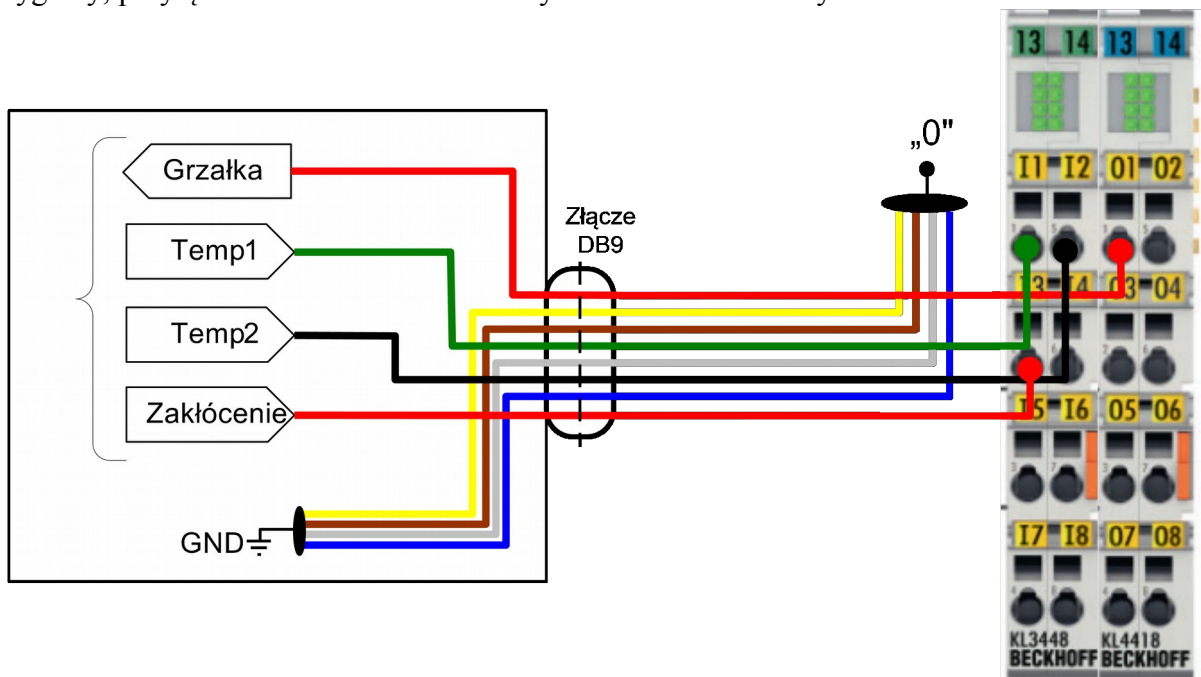 13 14 13 14
I1 I2 O1 O2
„0"
Grzałka
Złącze
DB9
Temp1
I3 I4 O3 O4
Temp2
Zakłócenie
I5 I6 O5 O6
GND
I7 I8 O7 O8
KL3448 KL4418
BECKHOFF BECKHOFF